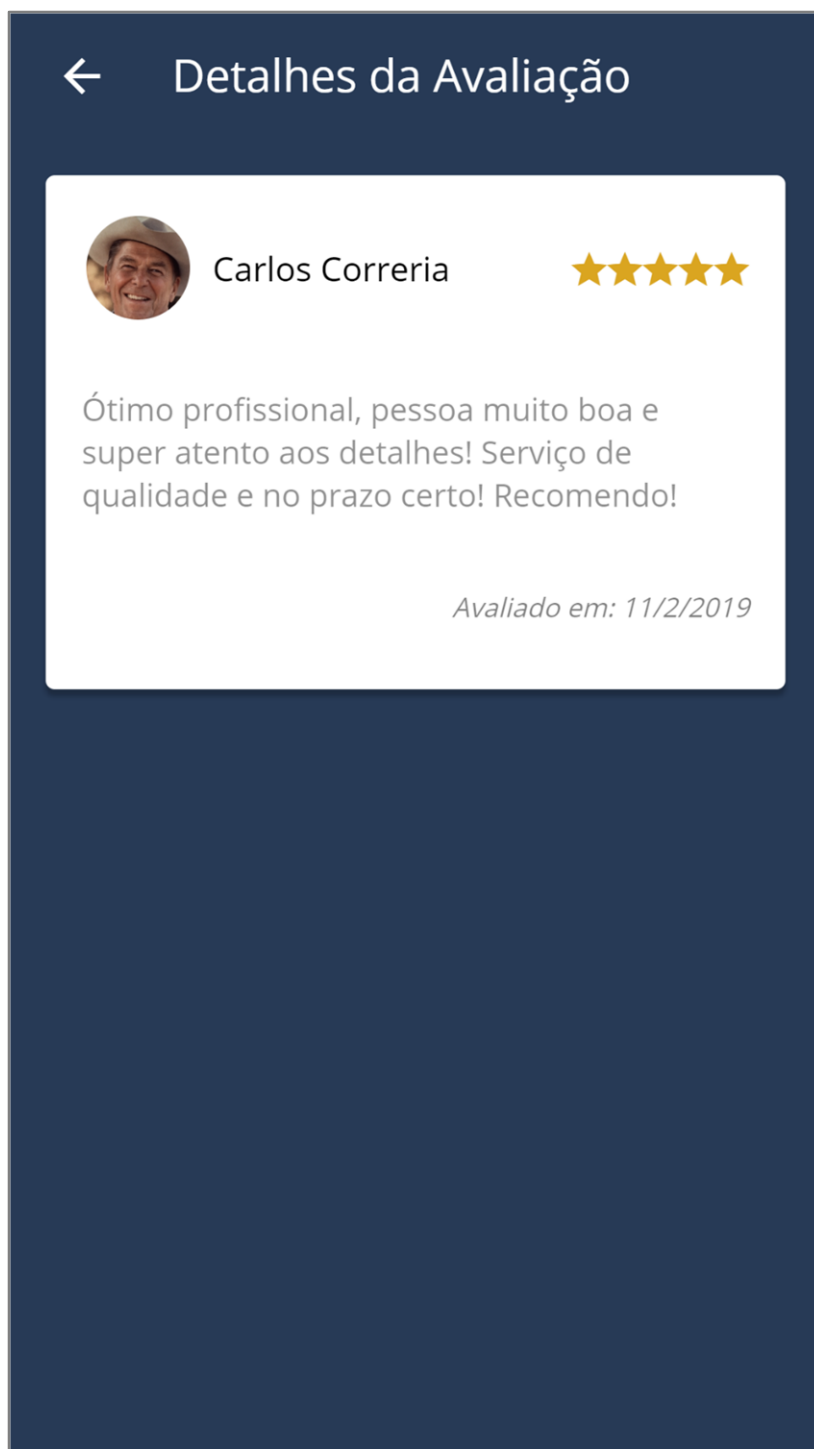 Detalhes da Avaliação
Carlos Correria
Ótimo profissional, pessoa muito boa e
super atento aos detalhes! Serviço de
qualidade e no prazo certo! Recomendo!
Avaliado em: 11/2/2019